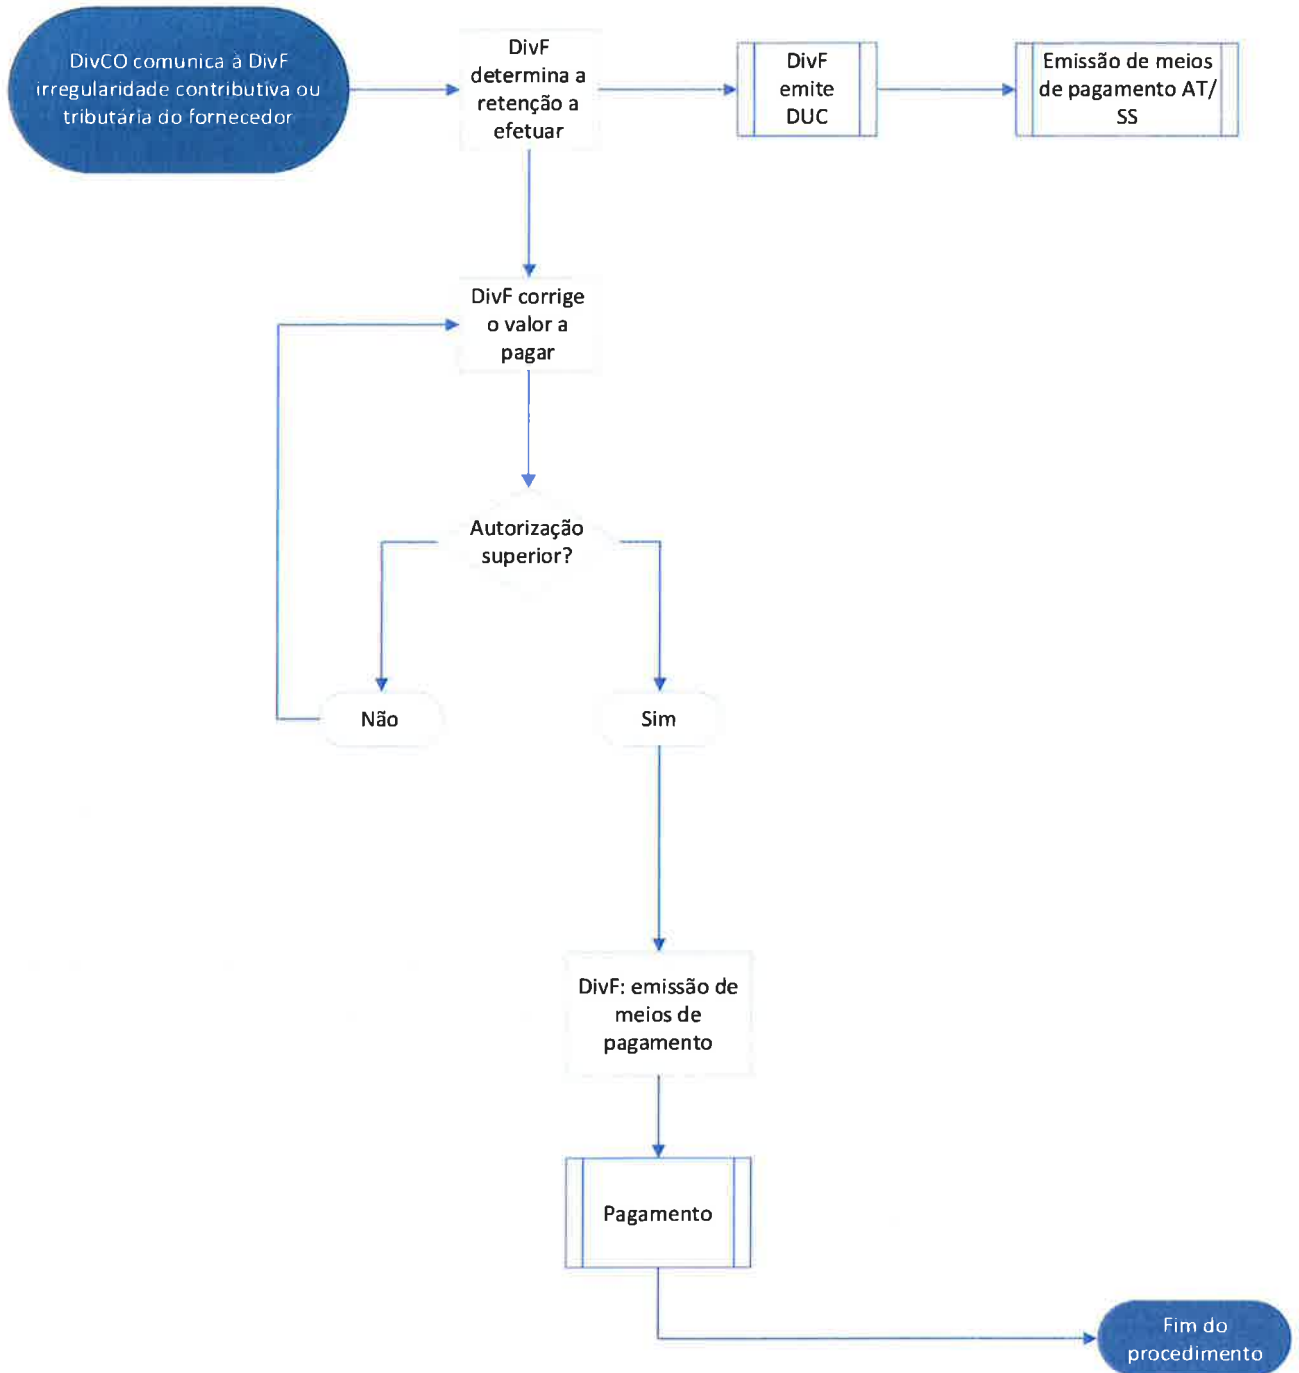 DivCO comunica à DivF
irregularidade contributiva ou
tributária do fornecedor
DivF
determina a
retenção a
efetuar
DivF
emite
DUC
Emissão de meios
de pagamento AT/
SS
DivF corrige
o valor a
pagar
Autorização
superior?
Não
Sim
DivF: emissão de
meios de
pagamento
Pagamento
Fim do
procedimento